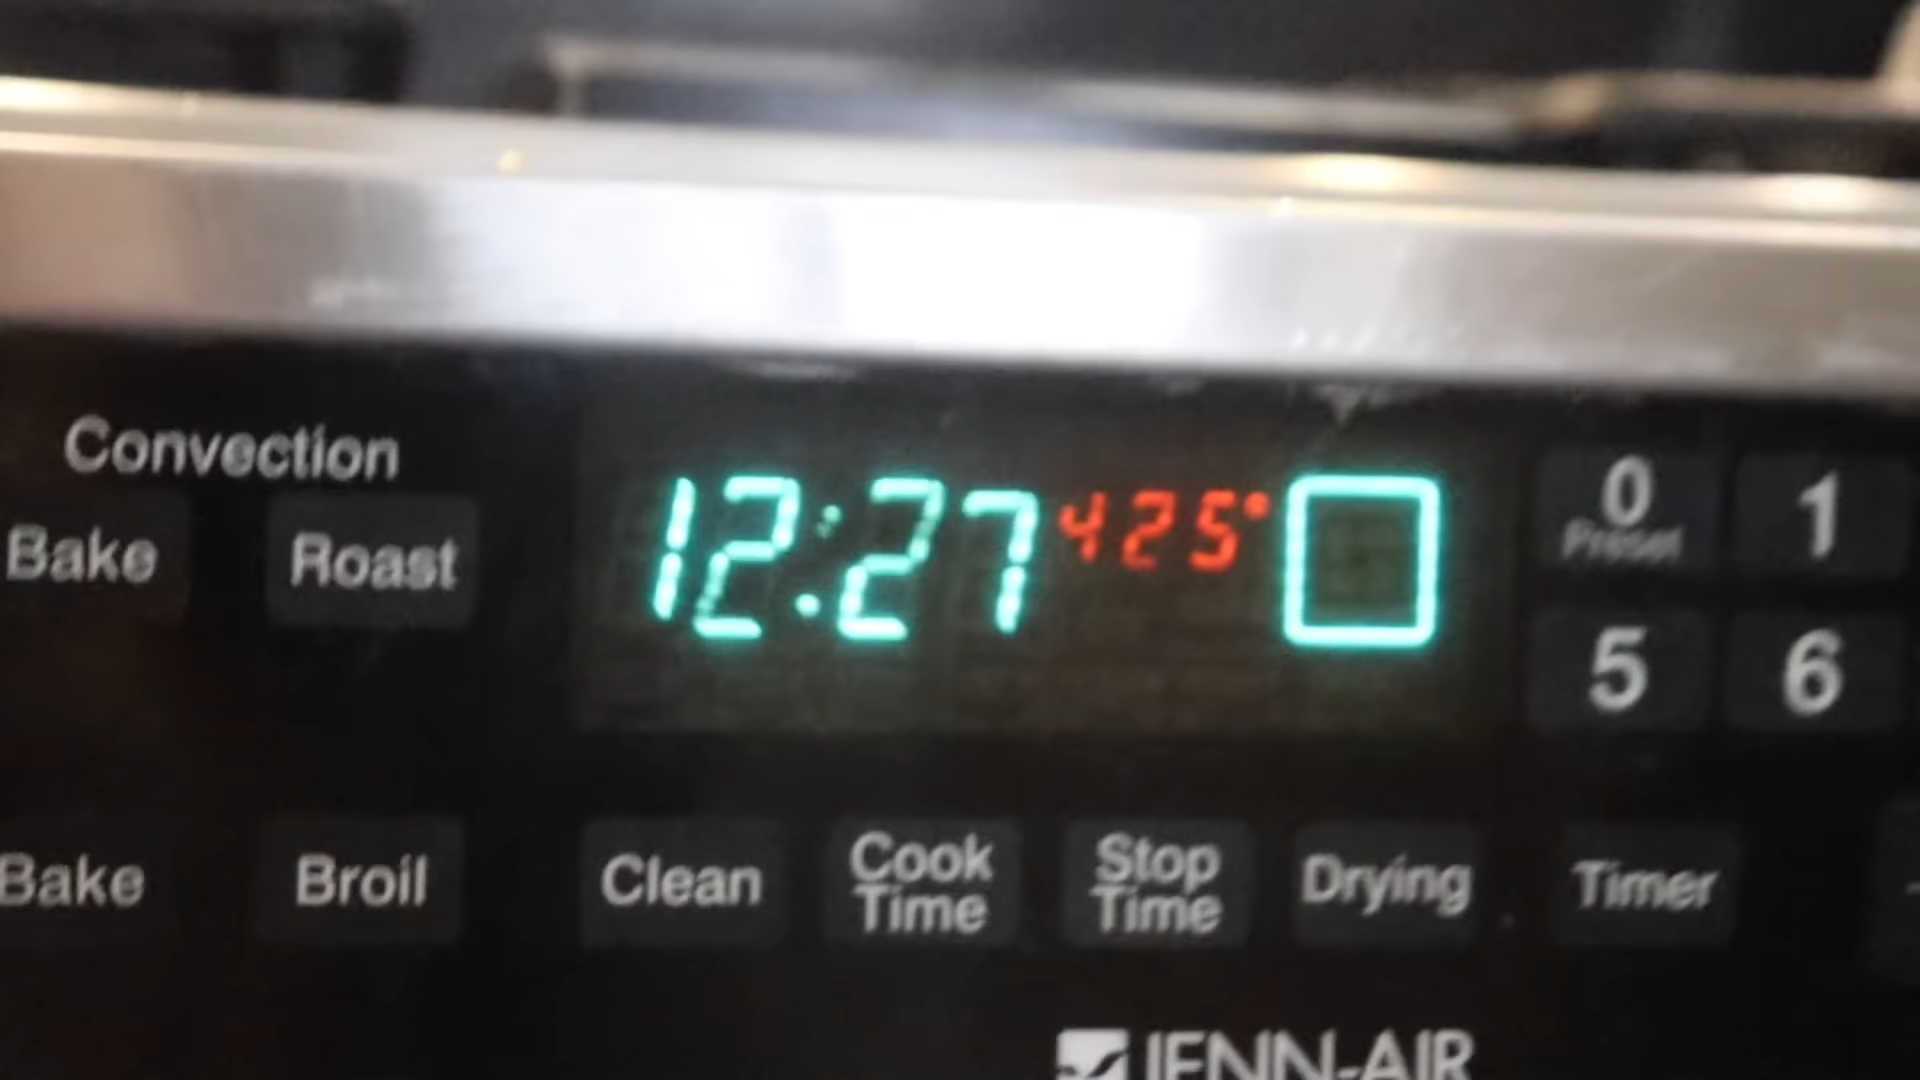 Convection
Bake Roast
12:27 425°
0 1
Preset
5 6
Bake Broil Clean Cook Time Stop Time Drying Timer
JENN-AIR